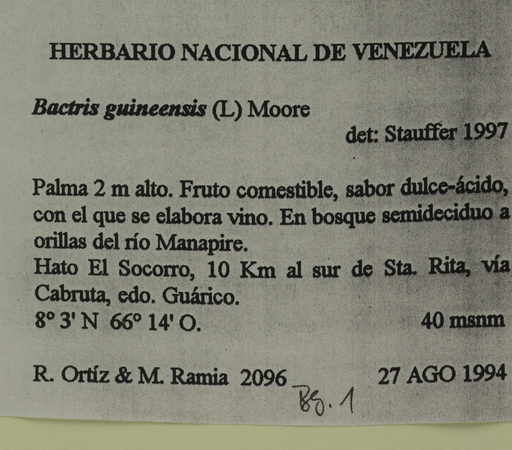 HERBARIO NACIONAL DE VENEZUELA
Bactris guineensis (L) Moore
det: Stauffer 1997
Palma 2 m alto. Fruto comestible, sabor dulce-ácido,
con el que se elabora vino. En bosque semideciduo a
orillas del río Manapire.
Hato El Socorro, 10 Km al sur de Sta. Rita, vía
Cabruta, edo. Guárico.
8º 3' N 66º 14' O. 40 msnm
R. Ortíz & M. Ramia 2096 27 AGO 1994
Bg. 1